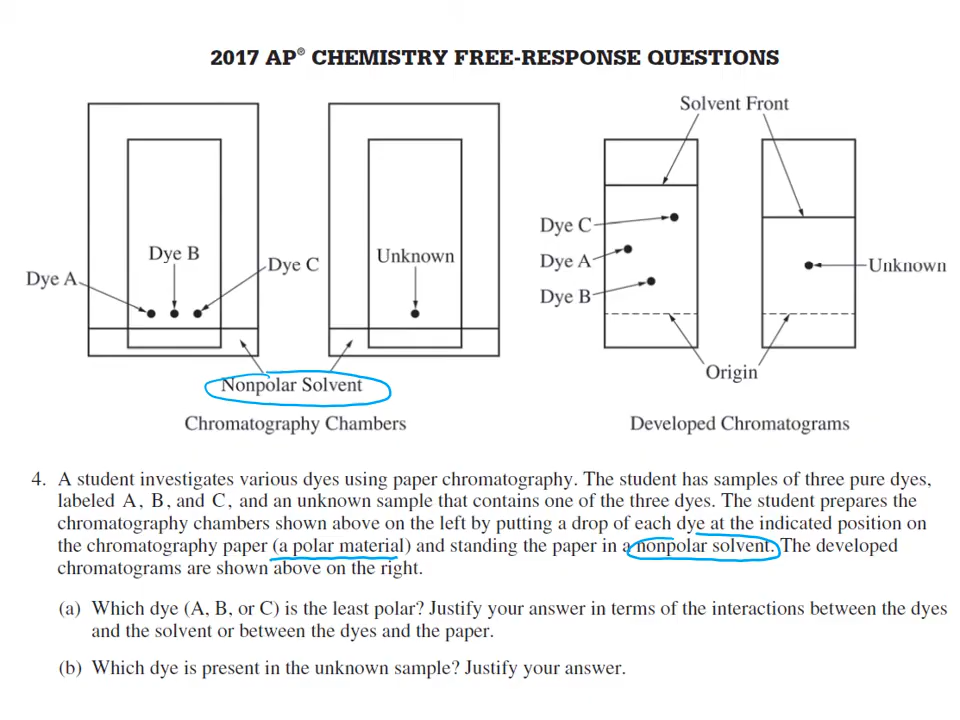 2017 AP® CHEMISTRY FREE-RESPONSE QUESTIONS
Solvent Front
Dye A
Dye B
Dye C
Unknown
Dye C
Dye A
Dye B
Unknown
Nonpolar Solvent
Origin
Chromatography Chambers
Developed Chromatograms
4. A student investigates various dyes using paper chromatography. The student has samples of three pure dyes,
labeled A, B, and C, and an unknown sample that contains one of the three dyes. The student prepares the
chromatography chambers shown above on the left by putting a drop of each dye at the indicated position on
the chromatography paper (a polar material) and standing the paper in a nonpolar solvent. The developed
chromatograms are shown above on the right.
(a) Which dye (A, B, or C) is the least polar? Justify your answer in terms of the interactions between the dyes
and the solvent or between the dyes and the paper.
(b) Which dye is present in the unknown sample? Justify your answer.